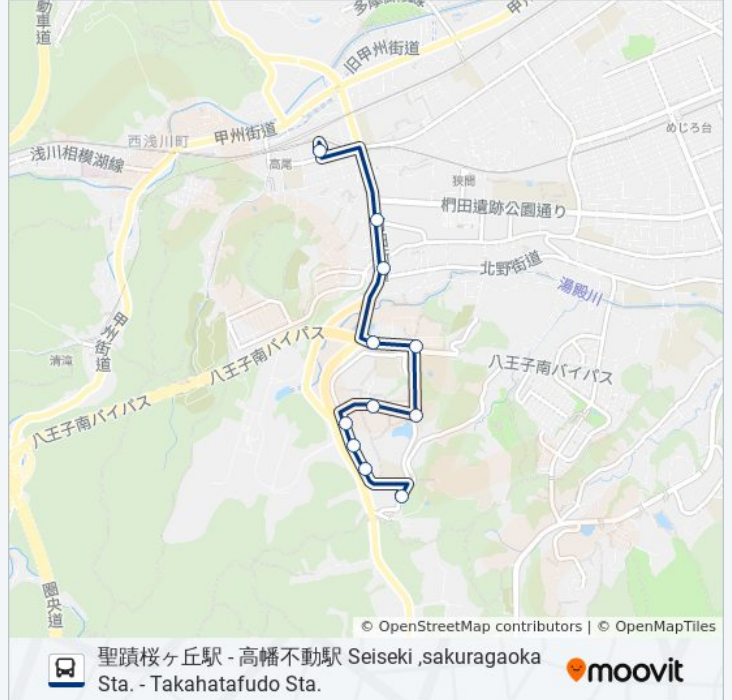 動車道
多摩
甲州
旧甲州街道
甲州街道
西浅川町
めじろ台
浅川相模湖線
高尾
狭間
椚田遺跡公園通り
北野街道
湯殿川
甲州街道
清滝
八王子南バイパス
八王子南バイパス
八王子南バイパス
圏央道
© OpenStreetMap contributors | © OpenMapTiles
聖蹟桜ヶ丘駅 - 高幡不動駅 Seiseki ,sakuragaoka
Sta. - Takahatafudo Sta.
moovit